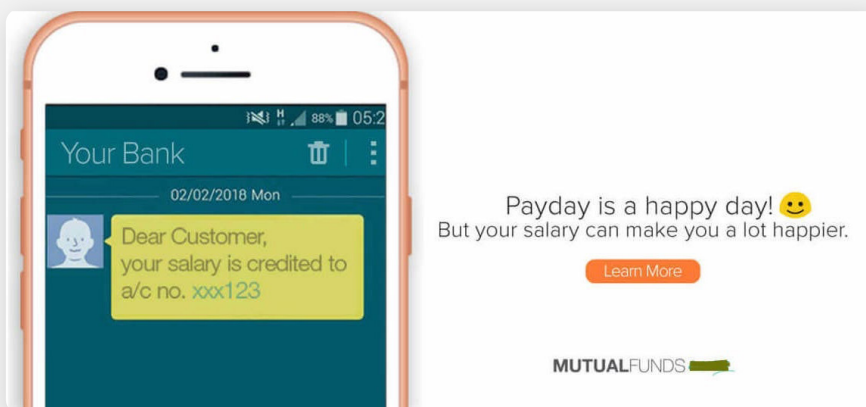 88% 05:2
Your Bank
02/02/2018 Mon
Dear Customer,
your salary is credited to
a/c no. xxx123
Payday is a happy day! 🙂
But your salary can make you a lot happier.
Learn More
MUTUALFUNDS